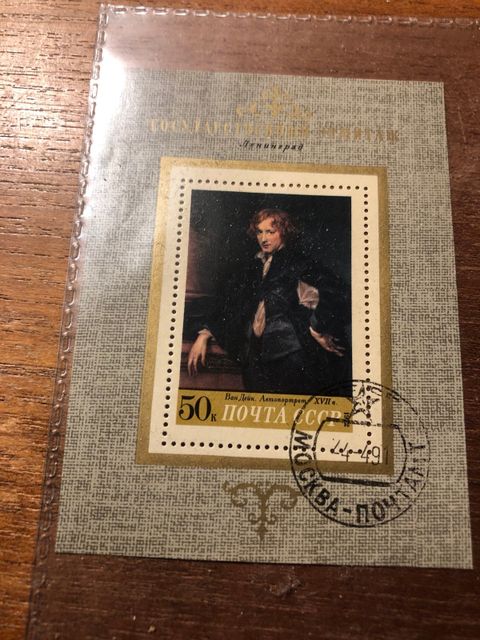 ГОСУДАРСТВЕННЫЙ ЭРМИТАЖ
Ленинград
Ван Дейк. Автопортрет. XVII в.
50к ПОЧТА СССР
МОСКВА-ПОЧТАМТ